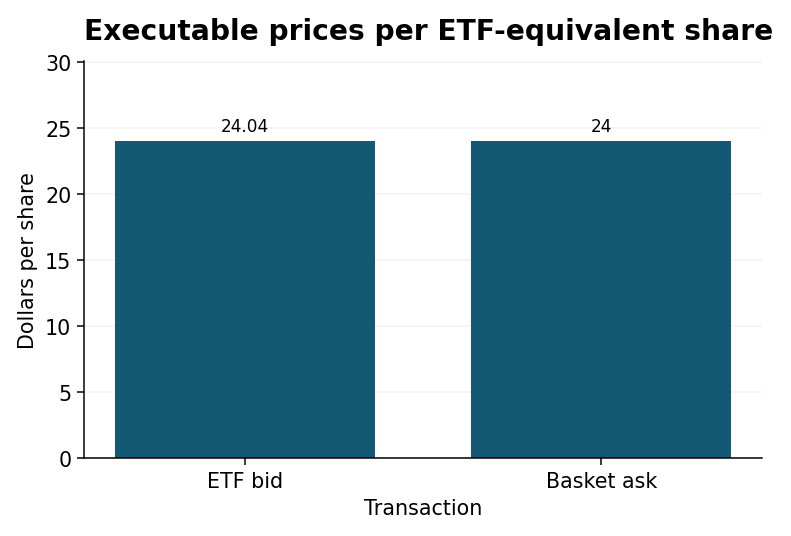 Executable prices per ETF-equivalent share
30
25
20
15
10
5
0
Dollars per share
24.04
24
ETF bid
Basket ask
Transaction